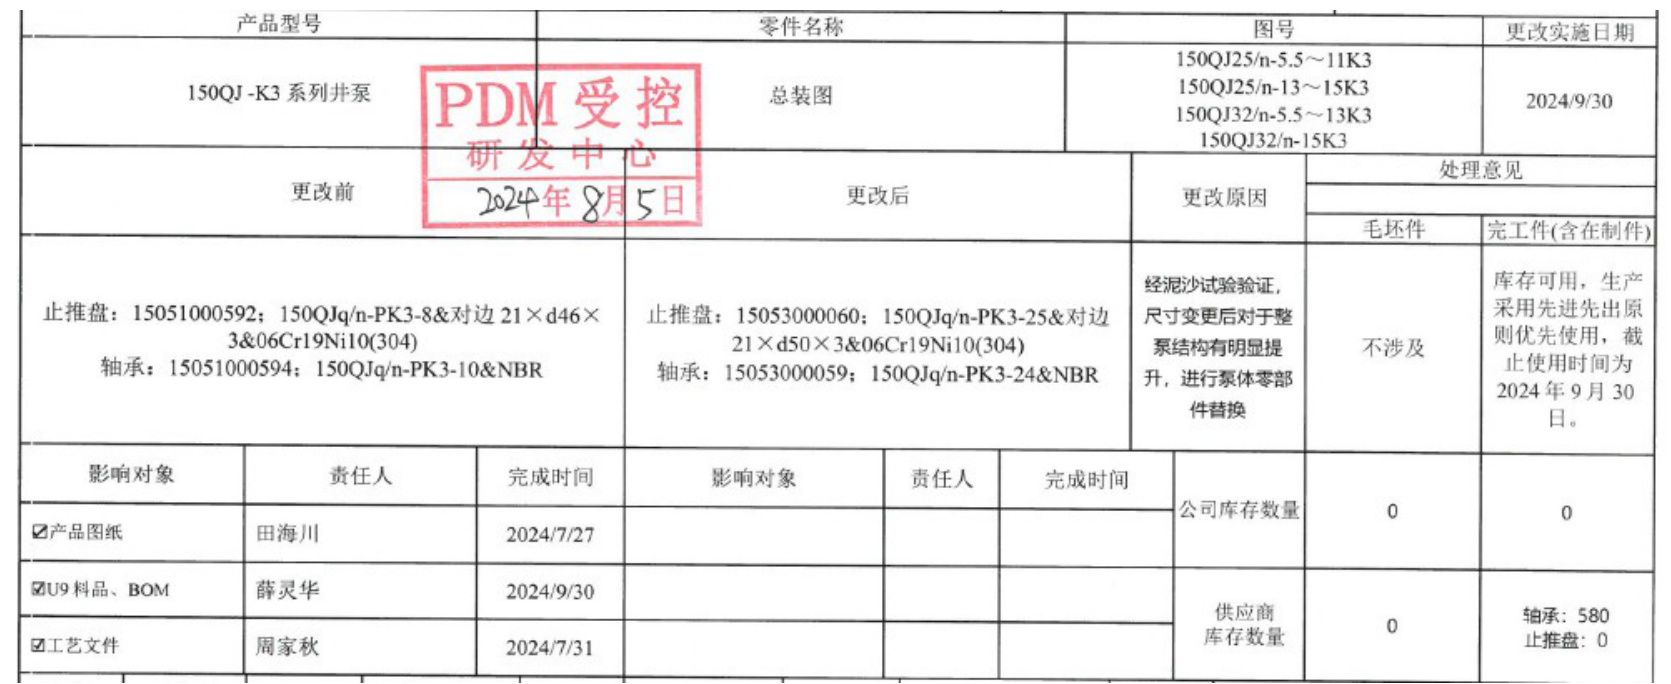 产品型号 零件名称 图号 更改实施日期
150QJ -K3 系列井泵
总装图
150QJ25/n-5.5～11K3
150QJ25/n-13～15K3
150QJ32/n-5.5～13K3
150QJ32/n-15K3
2024/9/30
PDM 受控
研发中心
2024年8月5日
更改前 更改后 更改原因 处理意见
毛坯件 完工件(含在制件)
止推盘：15051000592；150QJq/n-PK3-8&对边 21×d46×
3&06Cr19Ni10(304)
轴承：15051000594；150QJq/n-PK3-10&NBR
止推盘：15053000060；150QJq/n-PK3-25&对边
21×d50×3&06Cr19Ni10(304)
轴承：15053000059；150QJq/n-PK3-24&NBR
经泥沙试验验证，
尺寸变更后对于整
泵结构有明显提
升，进行泵体零部
件替换
不涉及
库存可用，生产
采用先进先出原
则优先使用，截
止使用时间为
2024 年 9 月 30
日。
影响对象 责任人 完成时间 影响对象 责任人 完成时间
公司库存数量 0 0
☑产品图纸 田海川 2024/7/27
☑U9 料品、BOM 薛灵华 2024/9/30
☑工艺文件 周家秋 2024/7/31
供应商
库存数量
0
轴承：580
止推盘：0